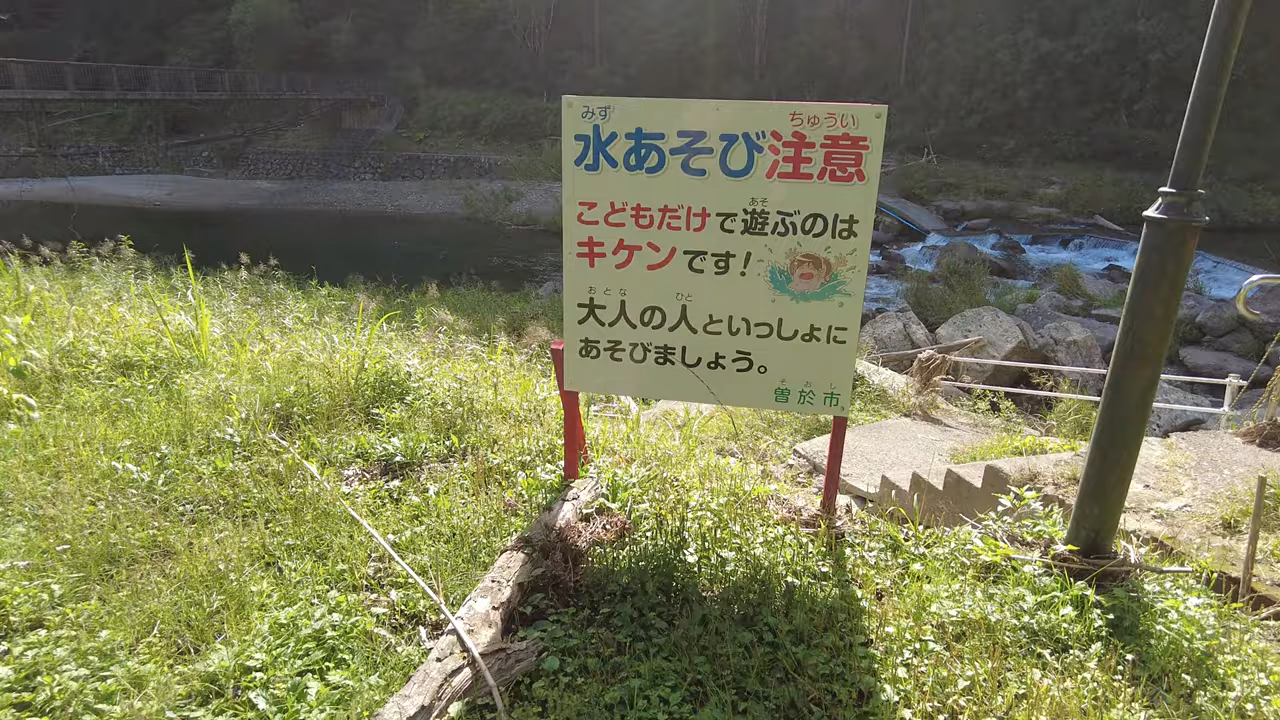 みず ちゅうい
水あそび注意
あそ
こどもだけで遊ぶのは
キケンです!
おとな ひと
大人の人といっしょに
あそびましょう。
そおし
曽於市